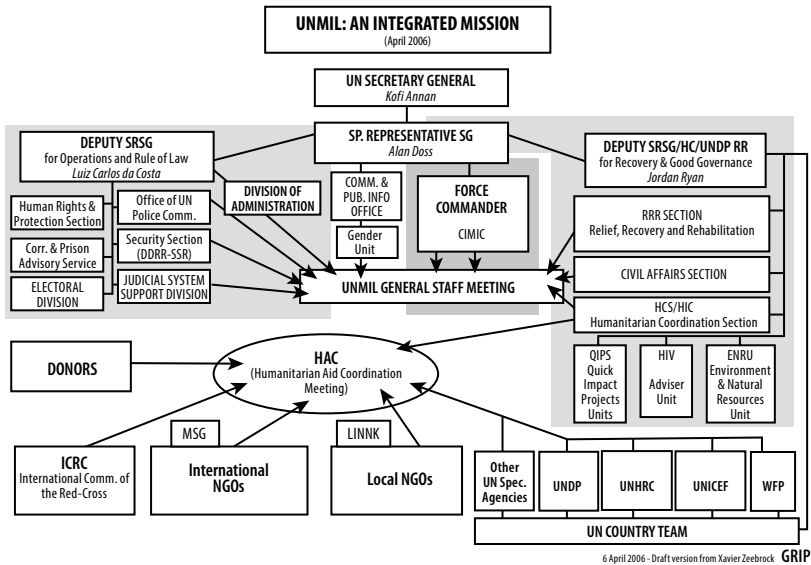 UNMIL: AN INTEGRATED MISSION
(April 2006)
UN SECRETARY GENERAL
Kofi Annan
SP. REPRESENTATIVE SG
Alan Doss
DEPUTY SRSG
for Operations and Rule of Law
Luiz Carlos da Costa
DEPUTY SRSG/HC/UNDP RR
for Recovery & Good Governance
Jordan Ryan
Human Rights &
Protection Section
Office of UN
Police Comm.
DIVISION OF
ADMINISTRATION
COMM. &
PUB. INFO
OFFICE
Gender
Unit
FORCE
COMMANDER
CIMIC
RRR SECTION
Relief, Recovery and Rehabilitation
Corr. & Prison
Advisory Service
Security Section
(DDRR-SSR)
CIVIL AFFAIRS SECTION
ELECTORAL
DIVISION
JUDICIAL SYSTEM
SUPPORT DIVISION
UNMIL GENERAL STAFF MEETING
HCS/HIC
Humanitarian Coordination Section
QIPS
Quick
Impact
Projects
Units
HIV
Adviser
Unit
ENRU
Environment
& Natural
Resources
Unit
DONORS
HAC
(Humanitarian Aid Coordination
Meeting)
ICRC
International Comm. of
the Red-Cross
MSG
International
NGOs
LINNK
Local NGOs
Other
UN Spec.
Agencies
UNDP
UNHRC
UNICEF
WFP
UN COUNTRY TEAM
6 April 2006 - Draft version from Xavier Zeebrock GRIP